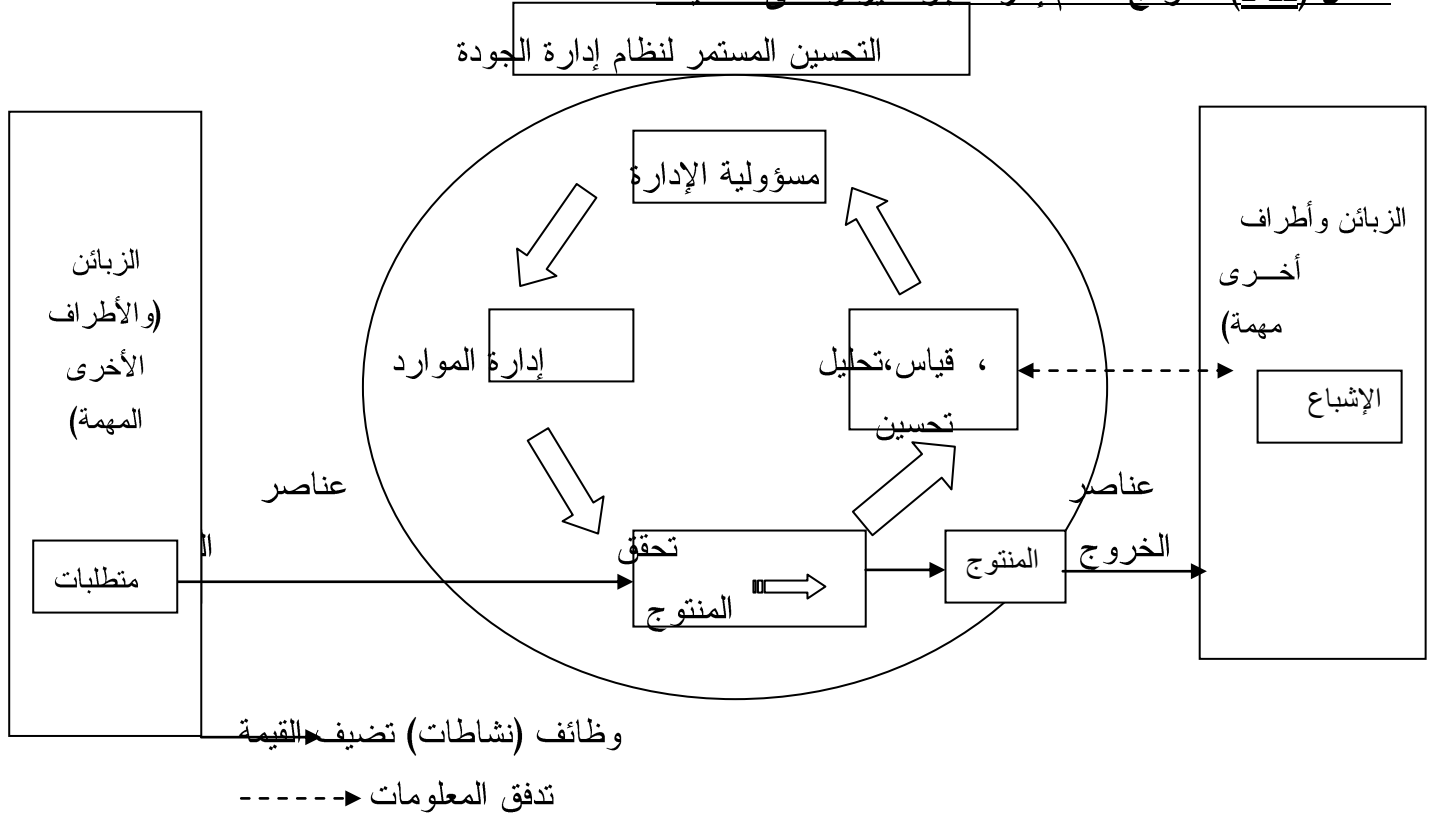 التحسين المستمر لنظام إدارة الجودة
مسؤولية الإدارة
الزبائن وأطراف
أخـــرى
مهمة)
الإشباع
الزبائن
(والأطراف
الأخرى
المهمة)
إدارة الموارد
، قياس،تحليل
تحسين
عناصر
الخروج
عناصر
متطلبات
تحقق
المنتوج
المنتوج
وظائف (نشاطات) تضيف القيمة
تدفق المعلومات